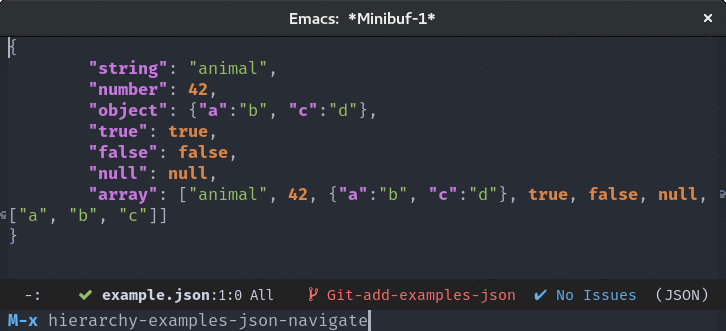 Emacs: *Minibuf-1*
{
"string": "animal",
"number": 42,
"object": {"a":"b", "c":"d"},
"true": true,
"false": false,
"null": null,
"array": ["animal", 42, {"a":"b", "c":"d"}, true, false, null,
["a", "b", "c"]]
}
-: ✔ example.json:1:0 All Git-add-examples-json ✔ No Issues (JSON)
M-x hierarchy-examples-json-navigate